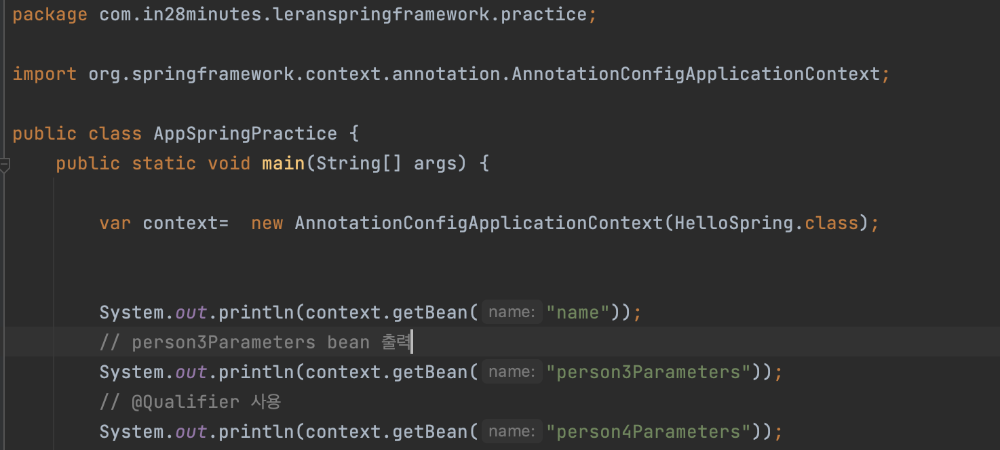 package com.in28minutes.leranspringframework.practice;
import org.springframework.context.annotation.AnnotationConfigApplicationContext;
public class AppSpringPractice {
public static void main(String[] args) {
var context=  new AnnotationConfigApplicationContext(HelloSpring.class);
System.out.println(context.getBean( name: "name"));
// person3Parameters bean 출력
System.out.println(context.getBean( name: "person3Parameters"));
// @Qualifier 사용
System.out.println(context.getBean( name: "person4Parameters"));